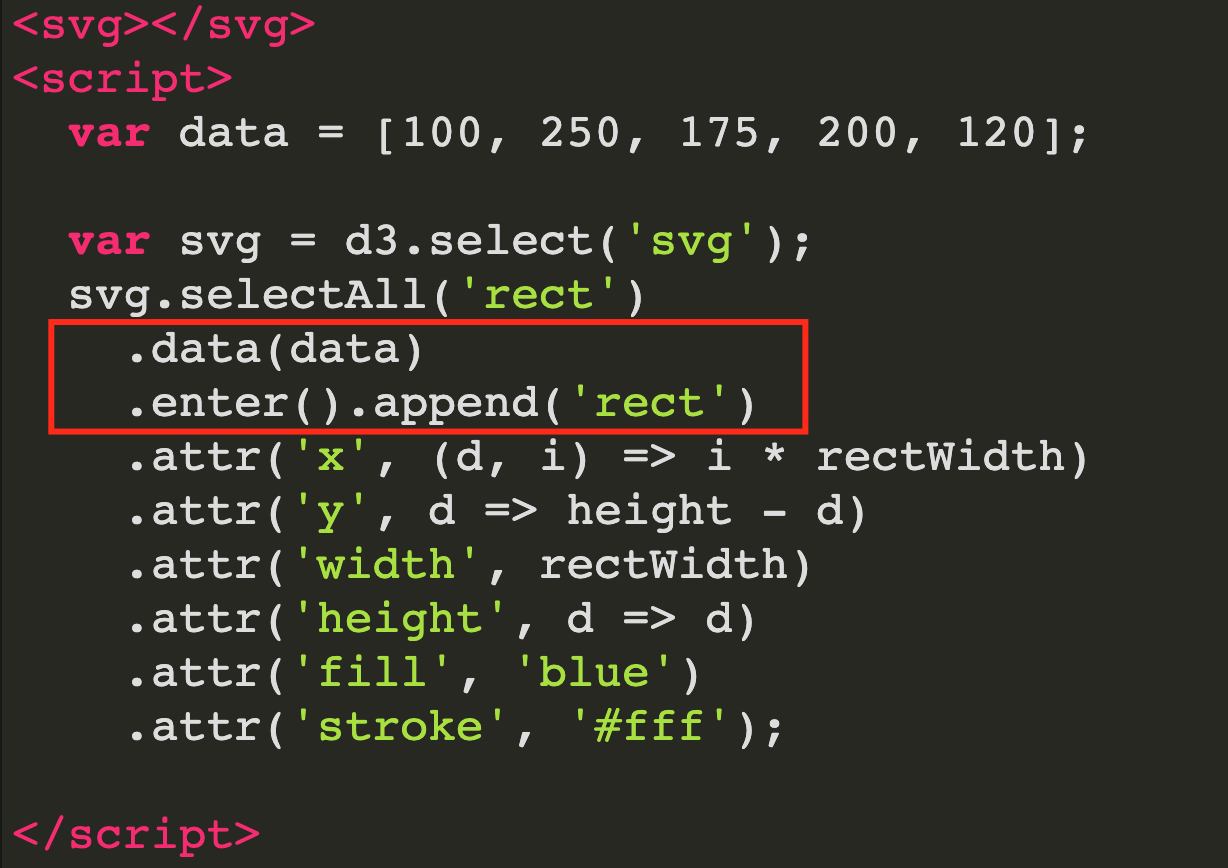 <svg></svg>
<script>
  var data = [100, 250, 175, 200, 120];

  var svg = d3.select('svg');
  svg.selectAll('rect')
    .data(data)
    .enter().append('rect')
    .attr('x', (d, i) => i * rectWidth)
    .attr('y', d => height - d)
    .attr('width', rectWidth)
    .attr('height', d => d)
    .attr('fill', 'blue')
    .attr('stroke', '#fff');

</script>